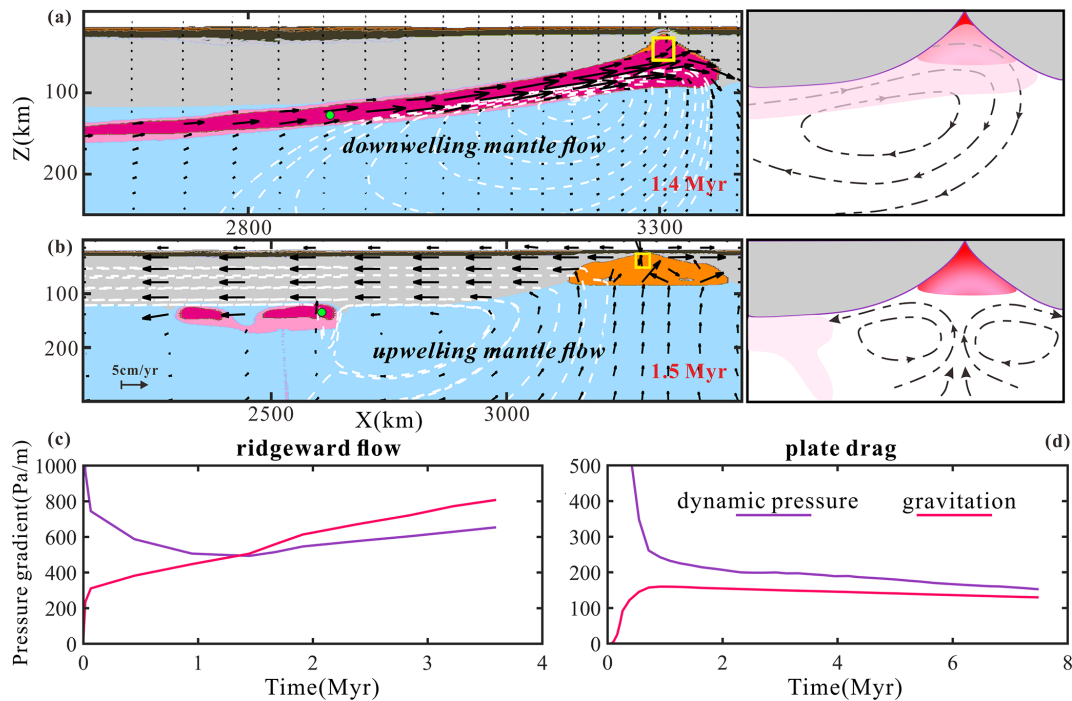 (a)
Z(km)
100
200
downwelling mantle flow
1.4 Myr
2800
3300
(b)
100
200
upwelling mantle flow
1.5 Myr
5cm/yr
2500
3000
X(km)
(c)
ridgeward flow
Pressure gradient(Pa/m)
1000
800
600
400
200
0
0
1
2
3
4
Time(Myr)
plate drag
(d)
dynamic pressure
gravitation
500
400
300
200
100
0
0
2
4
6
8
Time(Myr)